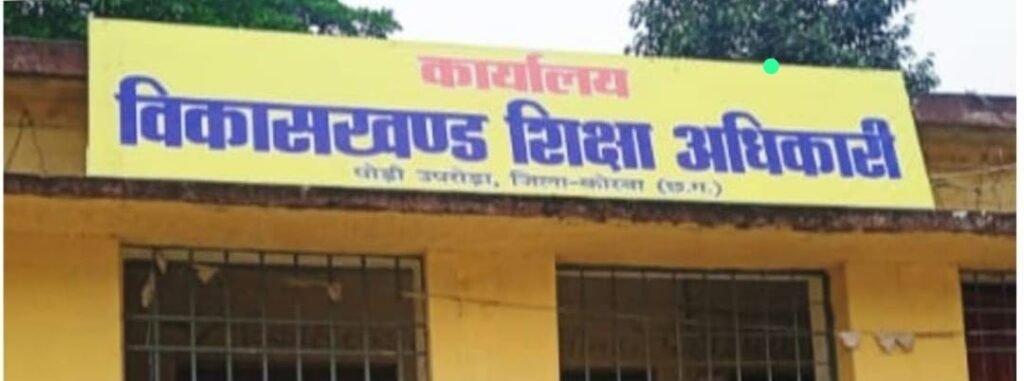 कार्यालय
विकासखण्ड शिक्षा अधिकारी
पोड़ी उपरोड़ा, जिला-कोरबा (छ.ग.)